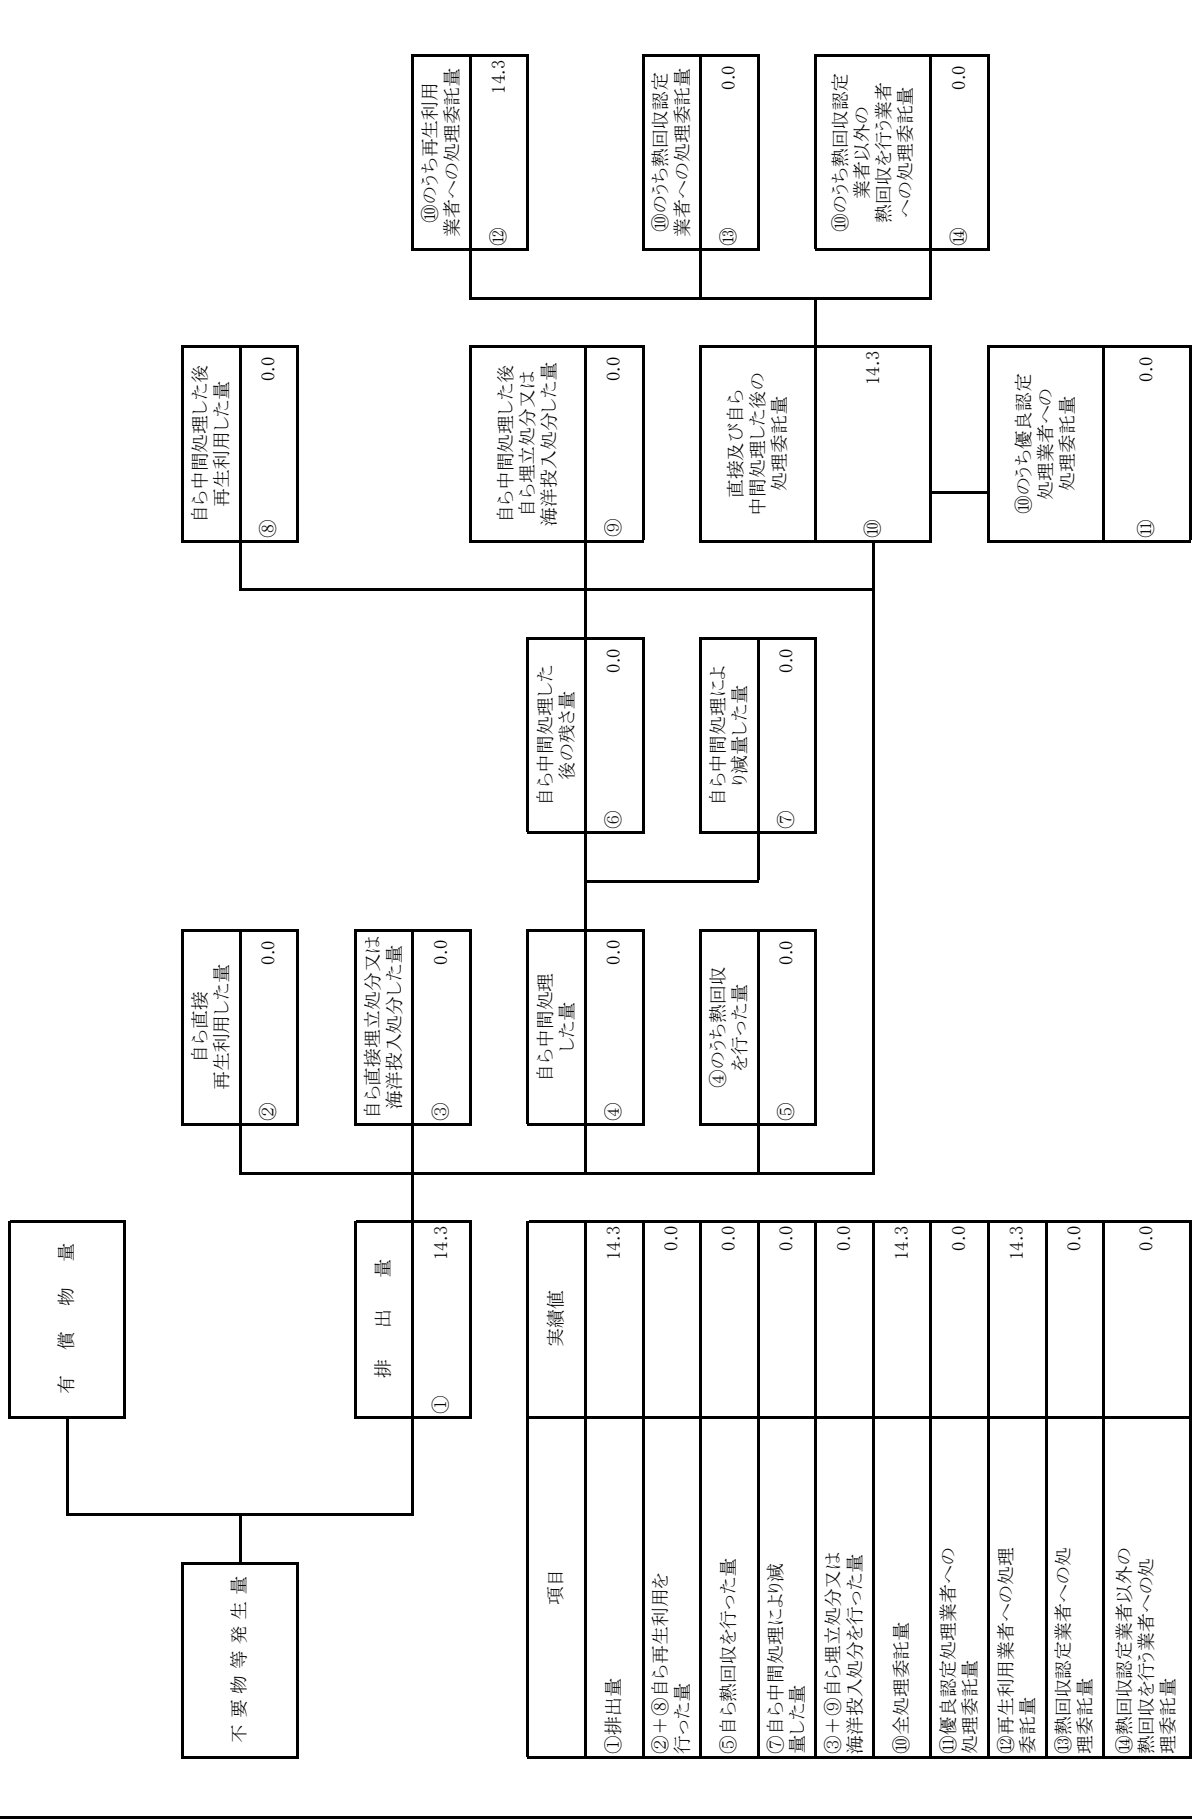 不要物等発生量
有償物量
排出量
① 14.3
自ら直接
再生利用した量
② 0.0
自ら直接埋立処分又は
海洋投入処分した量
③ 0.0
自ら中間処理
した量
④ 0.0
④のうち熱回収
を行った量
⑤ 0.0
自ら中間処理した
後の残さ量
⑥ 0.0
自ら中間処理によ
り減量した量
⑦ 0.0
自ら中間処理した後
再生利用した量
⑧ 0.0
自ら中間処理した後
自ら埋立処分又は
海洋投入処分した量
⑨ 0.0
直接及び自ら
中間処理した後の
処理委託量
⑩ 14.3
⑩のうち優良認定
処理業者への
処理委託量
⑪ 0.0
⑩のうち再生利用
業者への処理委託量
⑫ 14.3
⑩のうち熱回収認定
業者への処理委託量
⑬ 0.0
⑩のうち熱回収認定
業者以外の
熱回収を行う業者
への処理委託量
⑭ 0.0
項目 実績値
①排出量 14.3
②＋⑧自ら再生利用を
行った量 0.0
⑤自ら熱回収を行った量 0.0
⑦自ら中間処理により減
量した量 0.0
③＋⑨自ら埋立処分又は
海洋投入処分を行った量 0.0
⑩全処理委託量 14.3
⑪優良認定処理業者への
処理委託量 0.0
⑫再生利用業者への処理
委託量 14.3
⑬熱回収認定業者への処
理委託量 0.0
⑭熱回収認定業者以外の
熱回収を行う業者への処
理委託量 0.0